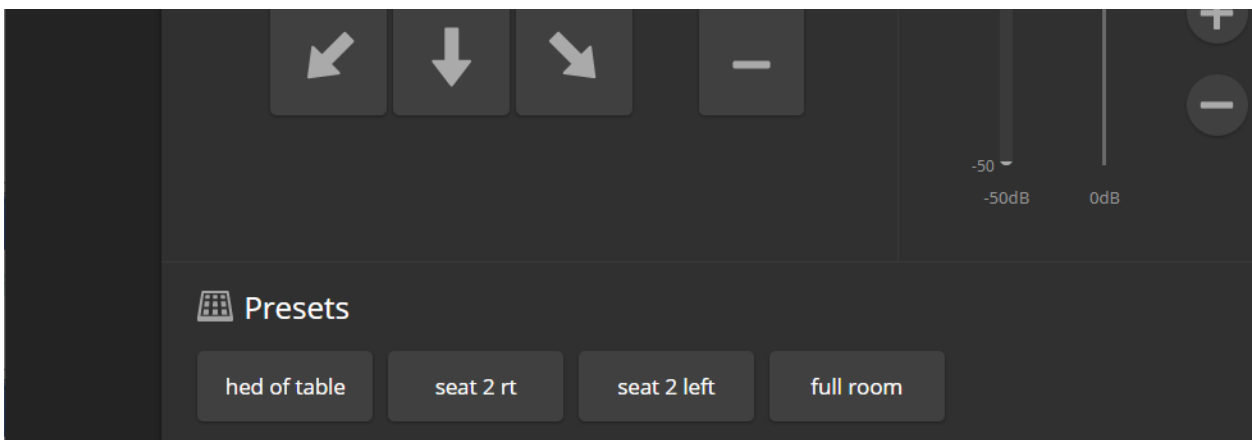 -50
-50dB 0dB
Presets
hed of table seat 2 rt seat 2 left full room